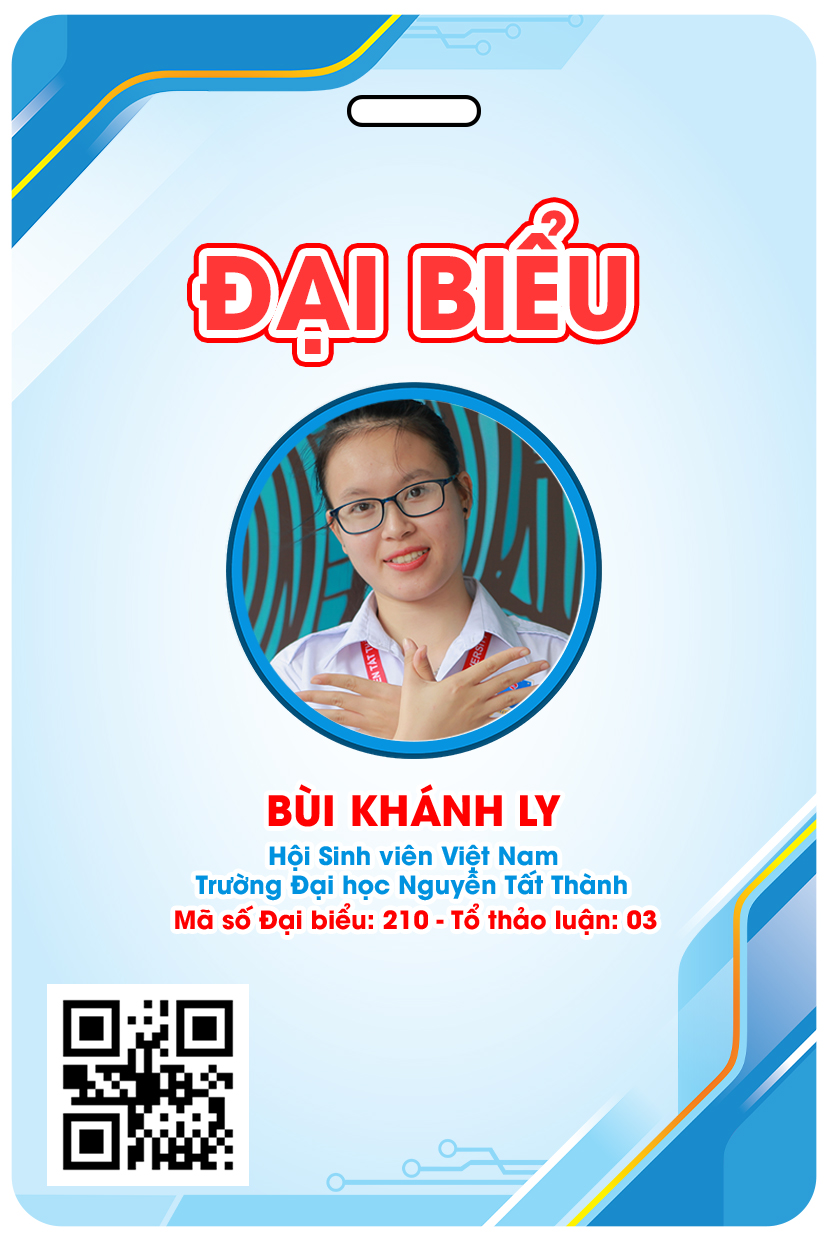 ĐẠI BIỂU
BÙI KHÁNH LY
Hội Sinh viên Việt Nam
Trường Đại học Nguyễn Tất Thành
Mã số Đại biểu: 210 - Tổ thảo luận: 03